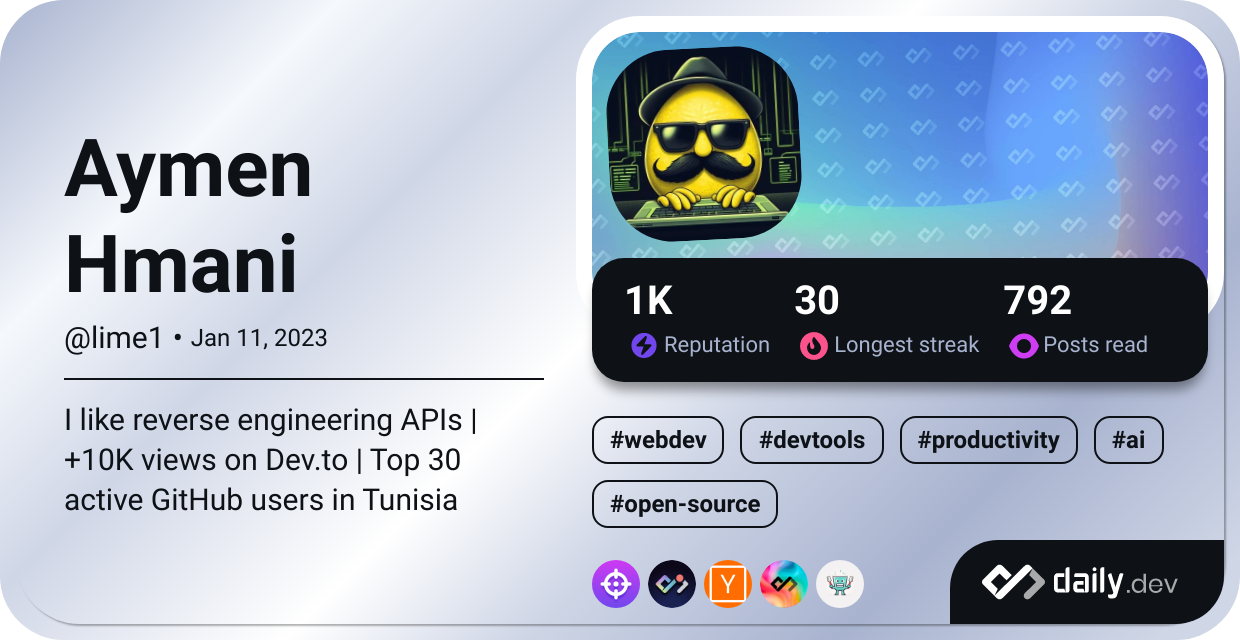 Aymen
Hmani
@lime1 • Jan 11, 2023
I like reverse engineering APIs |
+10K views on Dev.to | Top 30
active GitHub users in Tunisia
1K
Reputation
30
Longest streak
792
Posts read
#webdev
#devtools
#productivity
#ai
#open-source
Y
daily.dev